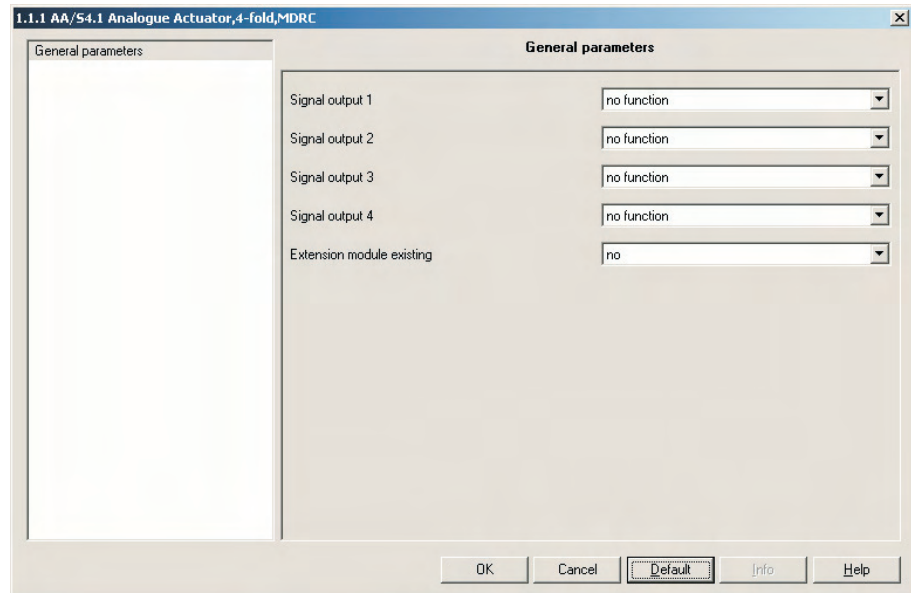 1.1.1 AA/S4.1 Analogue Actuator,4-fold,MDRC
General parameters
General parameters
Signal output 1 no function
Signal output 2 no function
Signal output 3 no function
Signal output 4 no function
Extension module existing no
OK Cancel Default Info Help